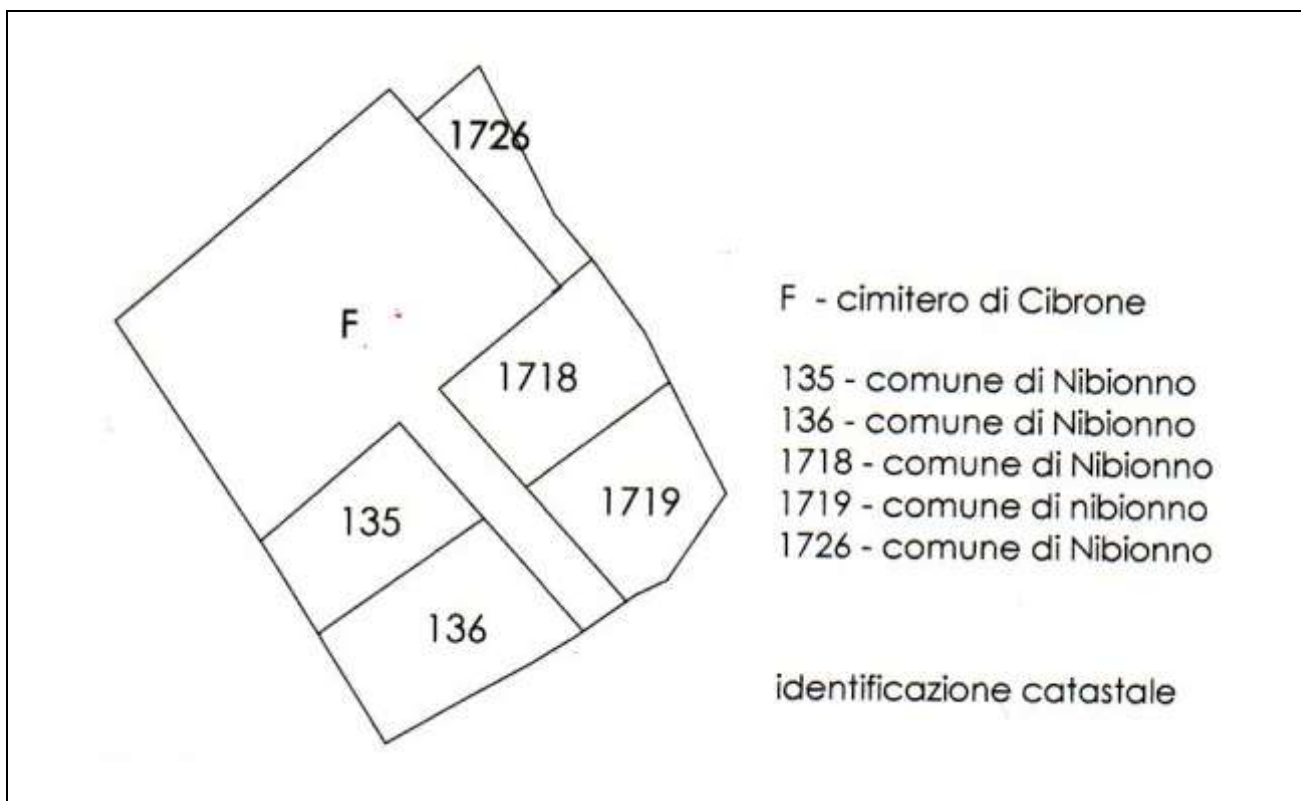 1726
F
1718
135
1719
136
F - cimitero di Cibrone
135 - comune di Nibionno
136 - comune di Nibionno
1718 - comune di Nibionno
1719 - comune di nibionno
1726 - comune di Nibionno
identificazione catastale